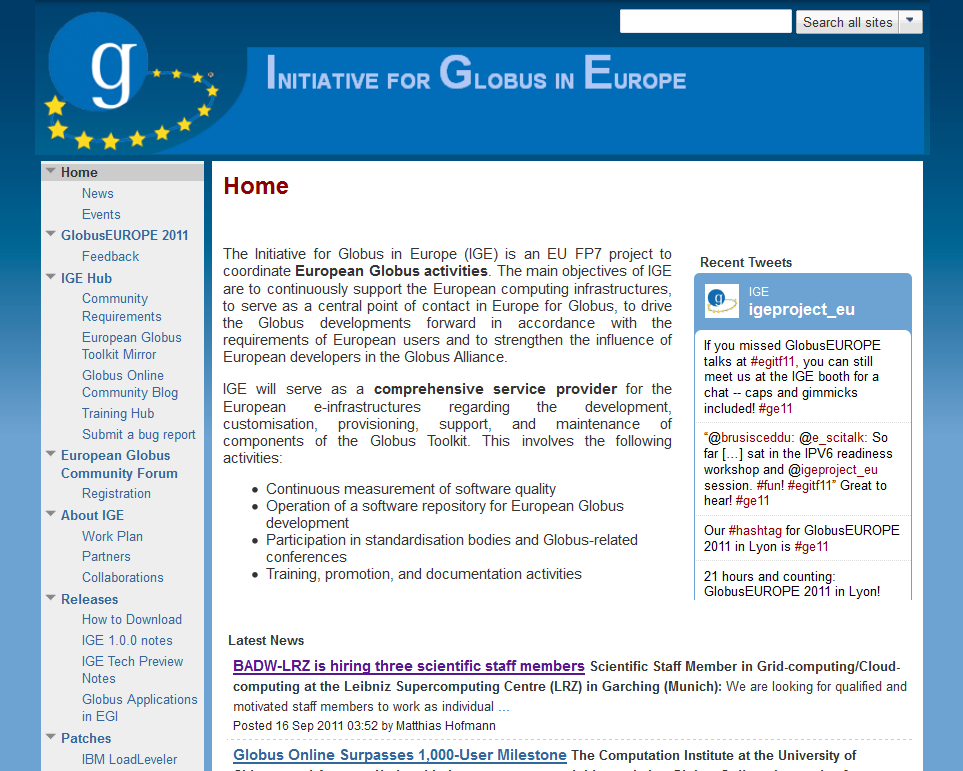 Search all sites
g
INITIATIVE FOR GLOBUS IN EUROPE
Home
News
Events
GlobusEUROPE 2011
Feedback
IGE Hub
Community
Requirements
European Globus
Toolkit Mirror
Globus Online
Community Blog
Training Hub
Submit a bug report
European Globus
Community Forum
Registration
About IGE
Work Plan
Partners
Collaborations
Releases
How to Download
IGE 1.0.0 notes
IGE Tech Preview
Notes
Globus Applications
in EGI
Patches
IBM LoadLeveler
Home
The Initiative for Globus in Europe (IGE) is an EU FP7 project to
coordinate European Globus activities. The main objectives of IGE
are to continuously support the European computing infrastructures,
to serve as a central point of contact in Europe for Globus, to drive
the Globus developments forward in accordance with the
requirements of European users and to strengthen the influence of
European developers in the Globus Alliance.
IGE will serve as a comprehensive service provider for the
European e-infrastructures regarding the development,
customisation, provisioning, support, and maintenance of
components of the Globus Toolkit. This involves the following
activities:
• Continuous measurement of software quality
• Operation of a software repository for European Globus
development
• Participation in standardisation bodies and Globus-related
conferences
• Training, promotion, and documentation activities
Recent Tweets
g
IGE
igeproject_eu
If you missed GlobusEUROPE
talks at #egitf11, you can still
meet us at the IGE booth for a
chat -- caps and gimmicks
included! #ge11
“@brusisceddu: @e_scitalk: So
far [...] sat in the IPV6 readiness
workshop and @igeproject_eu
session. #fun! #egitf11” Great to
hear! #ge11
Our #hashtag for GlobusEUROPE
2011 in Lyon is #ge11
21 hours and counting:
GlobusEUROPE 2011 in Lyon!
Latest News
BADW-LRZ is hiring three scientific staff members Scientific Staff Member in Grid-computing/Cloud-
computing at the Leibniz Supercomputing Centre (LRZ) in Garching (Munich): We are looking for qualified and
motivated staff members to work as individual ...
Posted 16 Sep 2011 03:52 by Matthias Hofmann
Globus Online Surpasses 1,000-User Milestone The Computation Institute at the University of